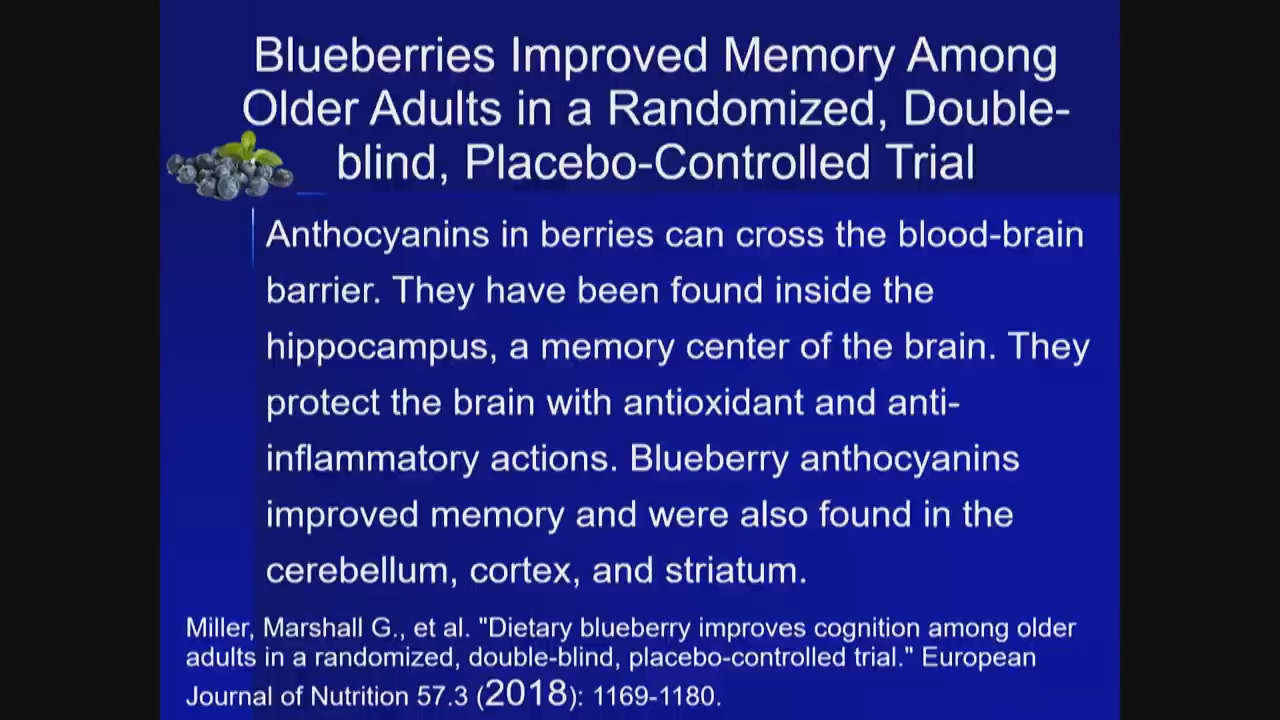 Blueberries Improved Memory Among
Older Adults in a Randomized, Double-
blind, Placebo-Controlled Trial
Anthocyanins in berries can cross the blood-brain
barrier. They have been found inside the
hippocampus, a memory center of the brain. They
protect the brain with antioxidant and anti-
inflammatory actions. Blueberry anthocyanins
improved memory and were also found in the
cerebellum, cortex, and striatum.
Miller, Marshall G., et al. "Dietary blueberry improves cognition among older
adults in a randomized, double-blind, placebo-controlled trial." European
Journal of Nutrition 57.3 (2018): 1169-1180.